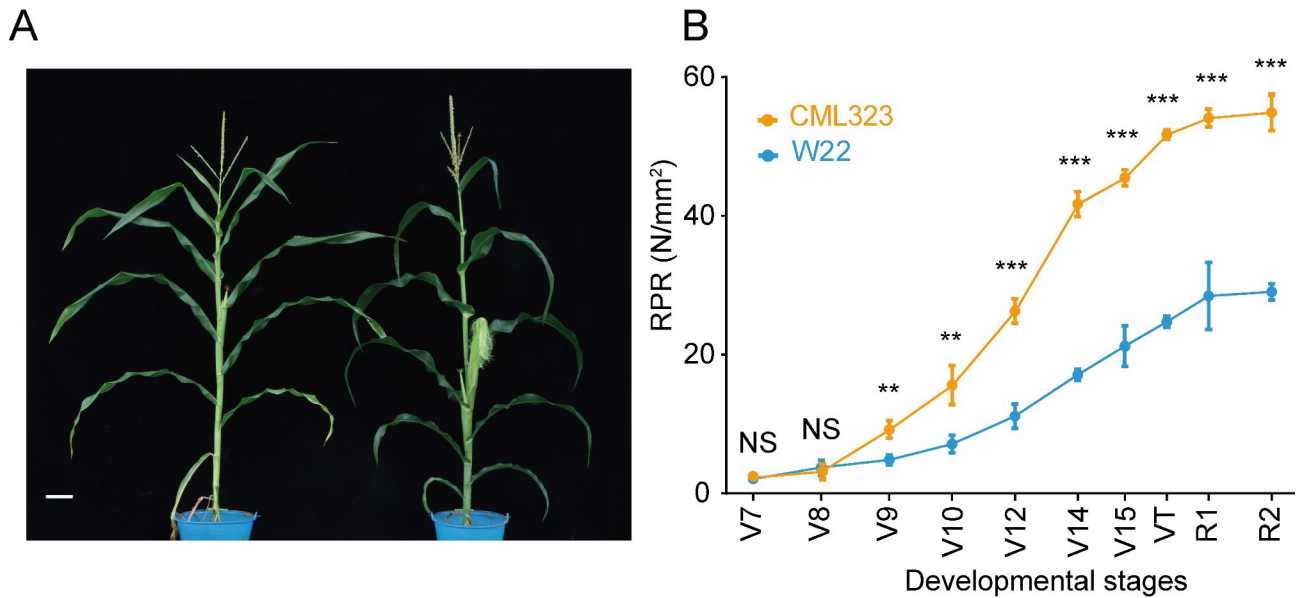 A
B
RPR (N/mm²)
60
40
20
0
CML323
W22
NS
NS
**
**
***
***
***
***
***
***
V7
V8
V9
V10
V12
V14
V15
VT
R1
R2
Developmental stages